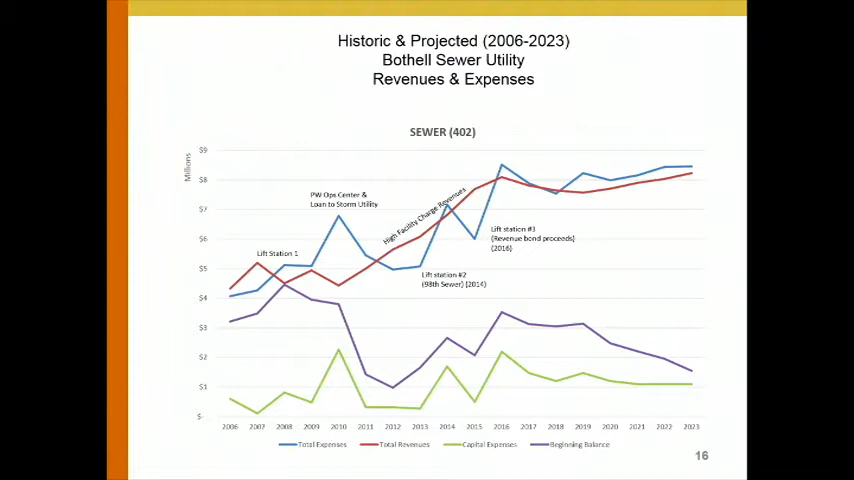 Historic & Projected (2006-2023)
Bothell Sewer Utility
Revenues & Expenses
SEWER (402)
Millions
$9
$8
$7
$6
$5
$4
$3
$2
$1
$-
PW Ops Center &
Loan to Storm Utility
High Facility Charge Revenues
Lift Station 1
Lift station #3
(Revenue bond proceeds)
(2016)
Lift station #2
(98th Sewer) (2014)
2006 2007 2008 2009 2010 2011 2012 2013 2014 2015 2016 2017 2018 2019 2020 2021 2022 2023
Total Expenses Total Revenues Capital Expenses Beginning Balance
16